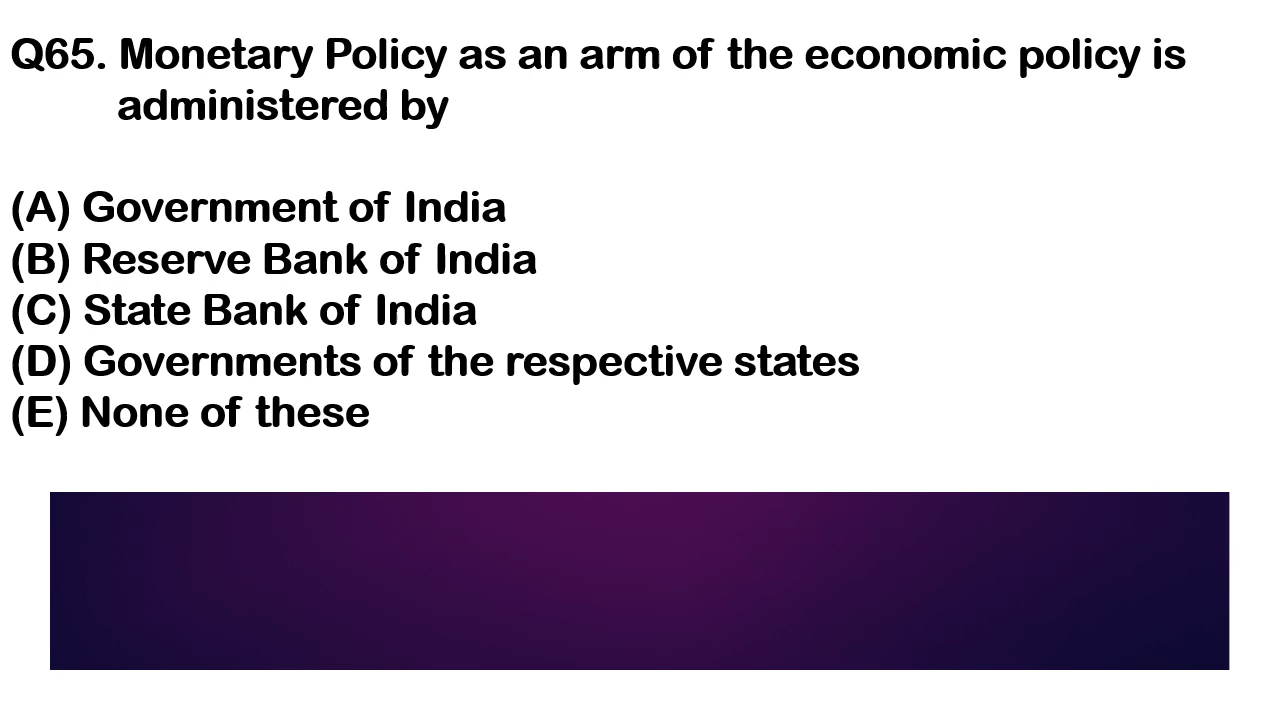 Q65. Monetary Policy as an arm of the economic policy is
administered by
(A) Government of India
(B) Reserve Bank of India
(C) State Bank of India
(D) Governments of the respective states
(E) None of these